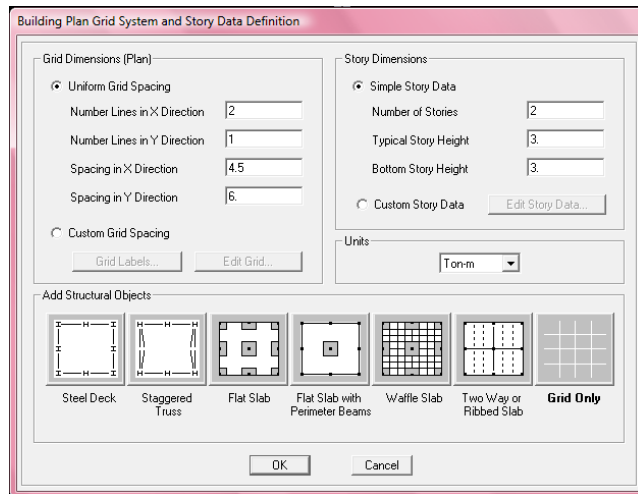 Building Plan Grid System and Story Data Definition
Grid Dimensions (Plan)
Uniform Grid Spacing
Number Lines in X Direction 2
Number Lines in Y Direction 1
Spacing in X Direction 4.5
Spacing in Y Direction 6.
Custom Grid Spacing
Grid Labels... Edit Grid...
Story Dimensions
Simple Story Data
Number of Stories 2
Typical Story Height 3.
Bottom Story Height 3.
Custom Story Data Edit Story Data...
Units
Ton-m
Add Structural Objects
Steel Deck
Staggered
Truss
Flat Slab
Flat Slab with
Perimeter Beams
Waffle Slab
Two Way or
Ribbed Slab
Grid Only
OK Cancel